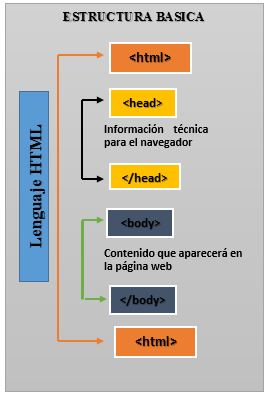 ESTRUCTURA BASICA
Lenguaje HTML
<html>
<head>
Información técnica
para el navegador
</head>
<body>
Contenido que aparecerá en
la página web
</body>
<html>